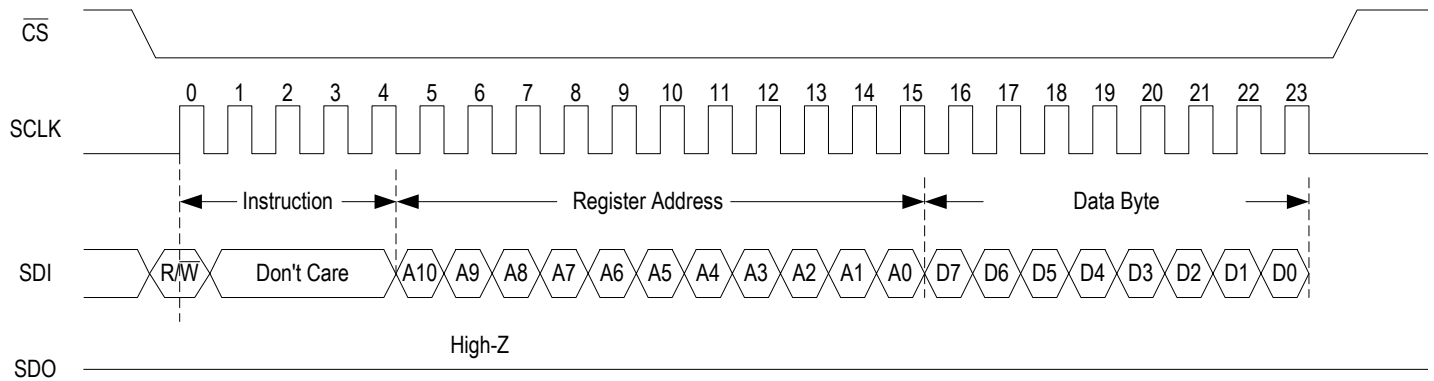 CS
0 1 2 3 4 5 6 7 8 9 10 11 12 13 14 15 16 17 18 19 20 21 22 23
SCLK
Instruction Register Address Data Byte
SDI R/W Don't Care A10 A9 A8 A7 A6 A5 A4 A3 A2 A1 A0 D7 D6 D5 D4 D3 D2 D1 D0
High-Z
SDO